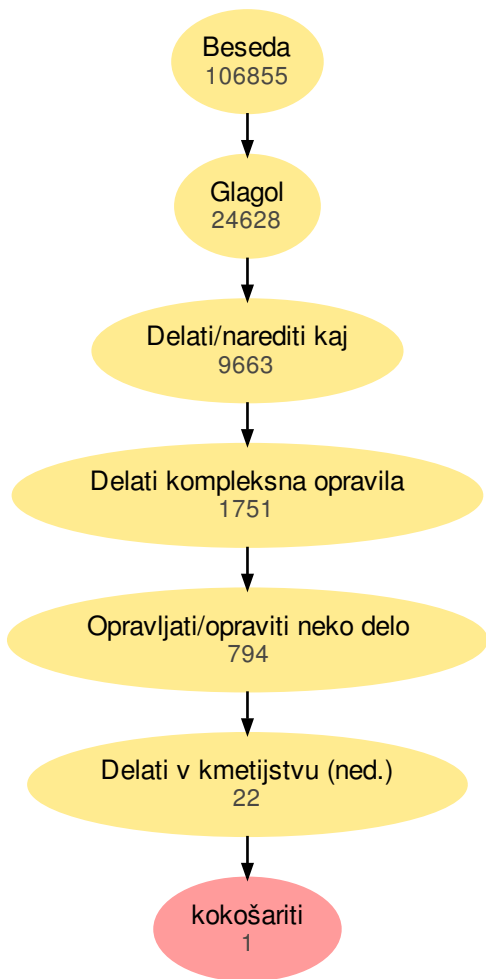 Beseda
106855
Glagol
24628
Delati/narediti kaj
9663
Delati kompleksna opravila
1751
Opravljati/opraviti neko delo
794
Delati v kmetijstvu (ned.)
22
kokošariti
1